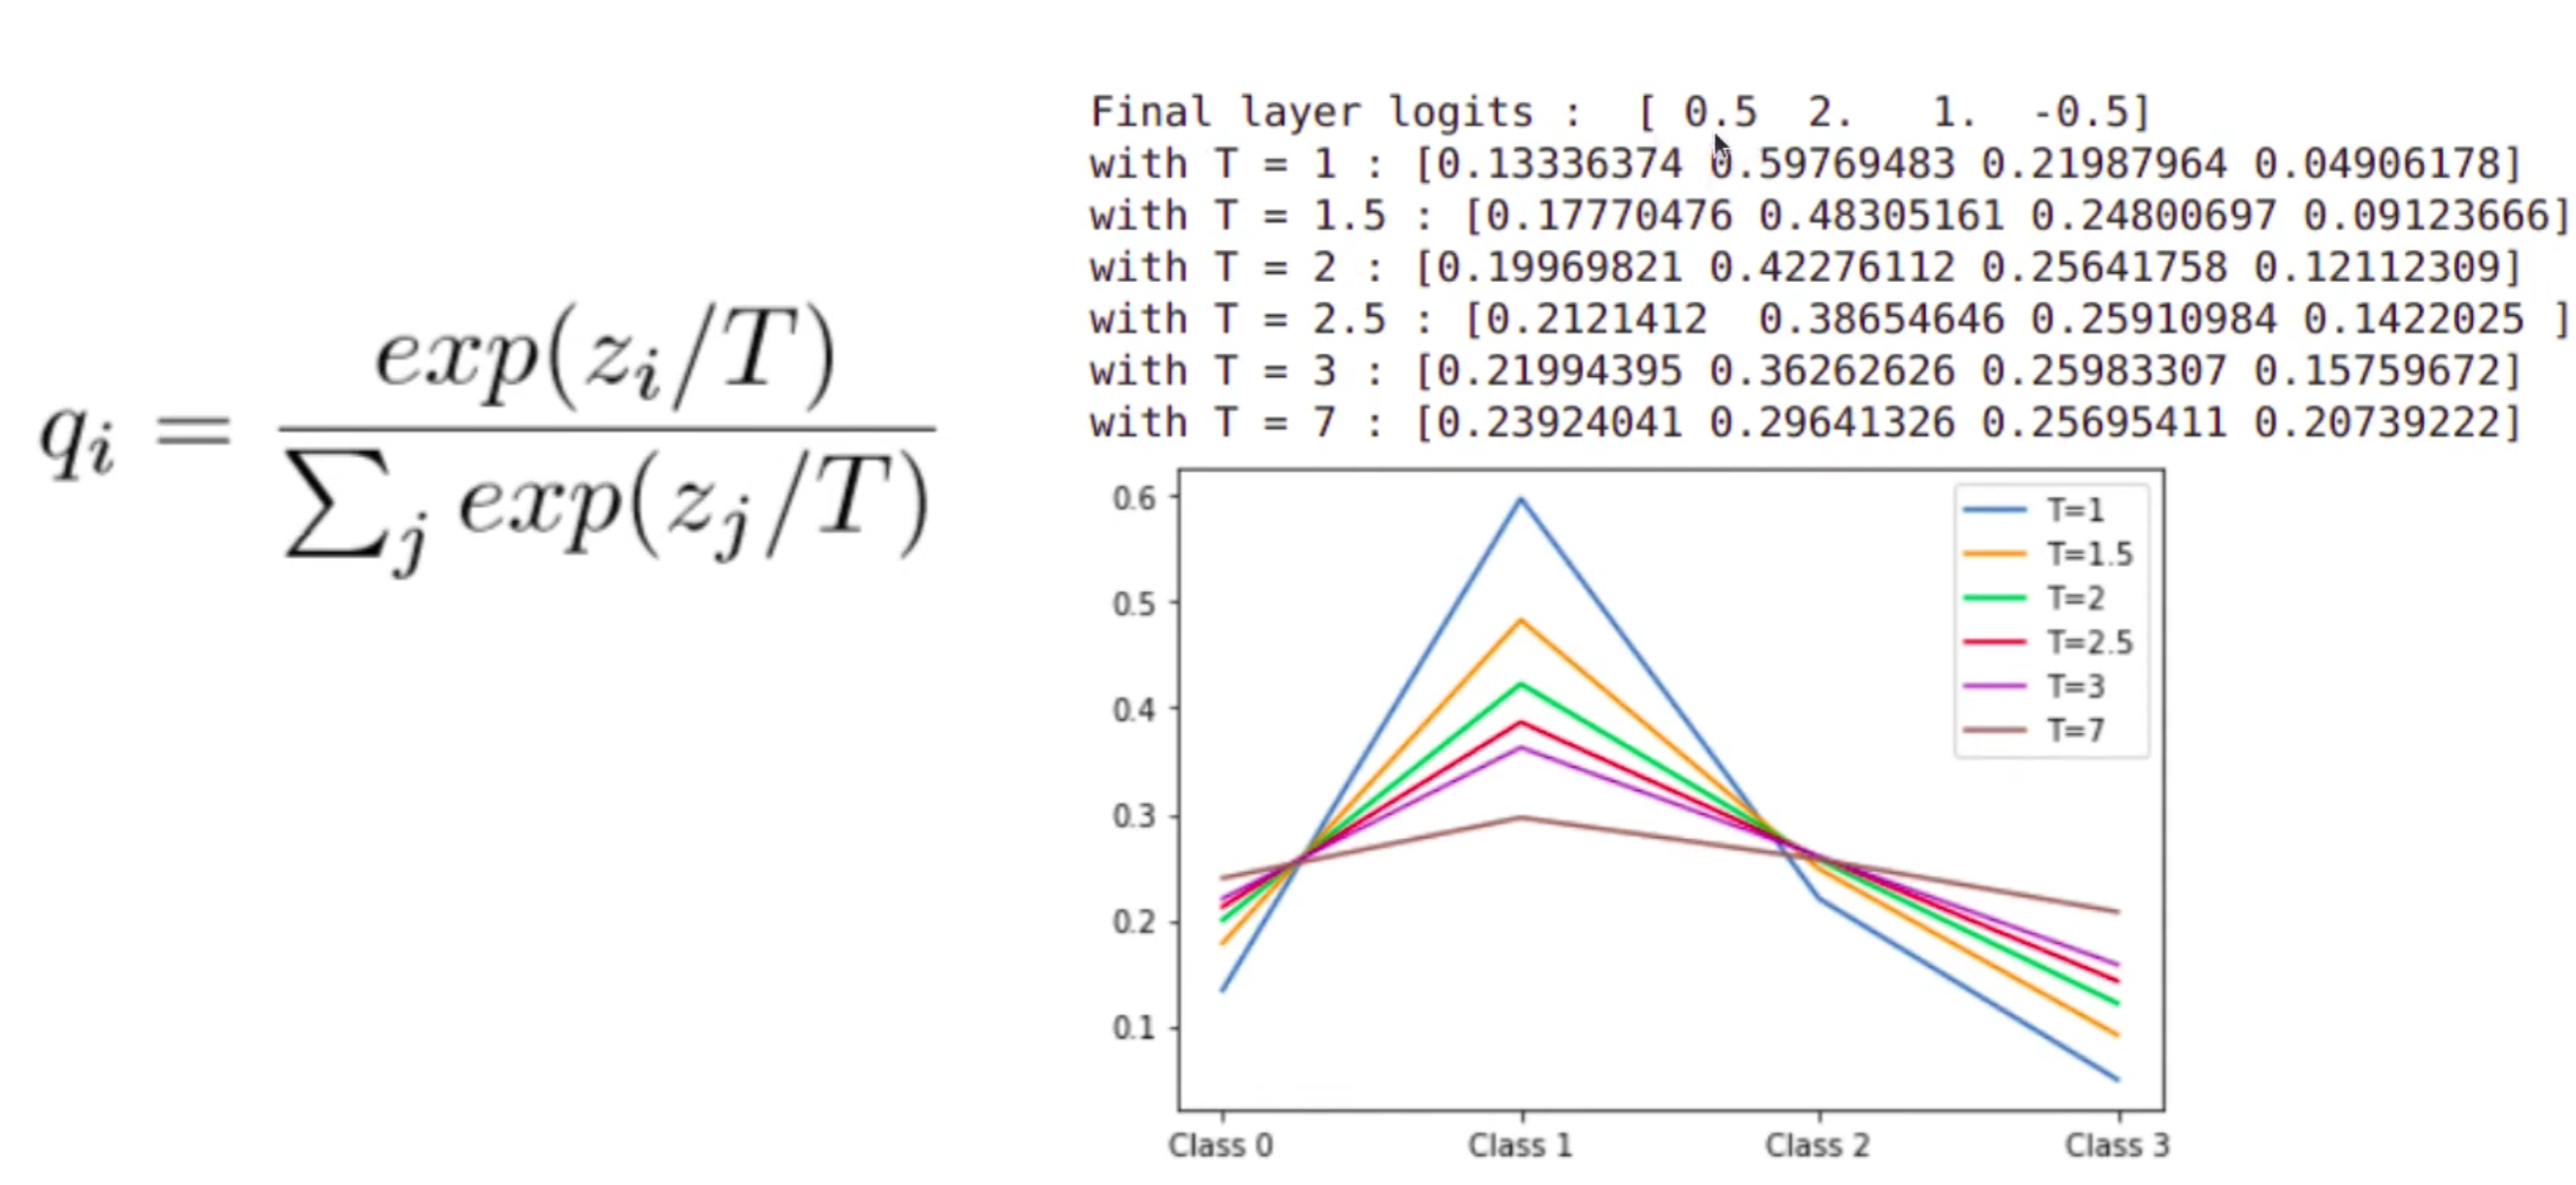 q_i = exp(z_i/T) / ∑_j exp(z_j/T)
Final layer logits :  [ 0.5  2.   1.  -0.5]
with T = 1 : [0.13336374 0.59769483 0.21987964 0.04906178]
with T = 1.5 : [0.17770476 0.48305161 0.24800697 0.09123666]
with T = 2 : [0.19969821 0.42276112 0.25641758 0.12112309]
with T = 2.5 : [0.2121412  0.38654646 0.25910984 0.1422025 ]
with T = 3 : [0.21994395 0.36262626 0.25983307 0.15759672]
with T = 7 : [0.23924041 0.29641326 0.25695411 0.20739222]
0.6
0.5
0.4
0.3
0.2
0.1
T=1
T=1.5
T=2
T=2.5
T=3
T=7
Class 0 Class 1 Class 2 Class 3